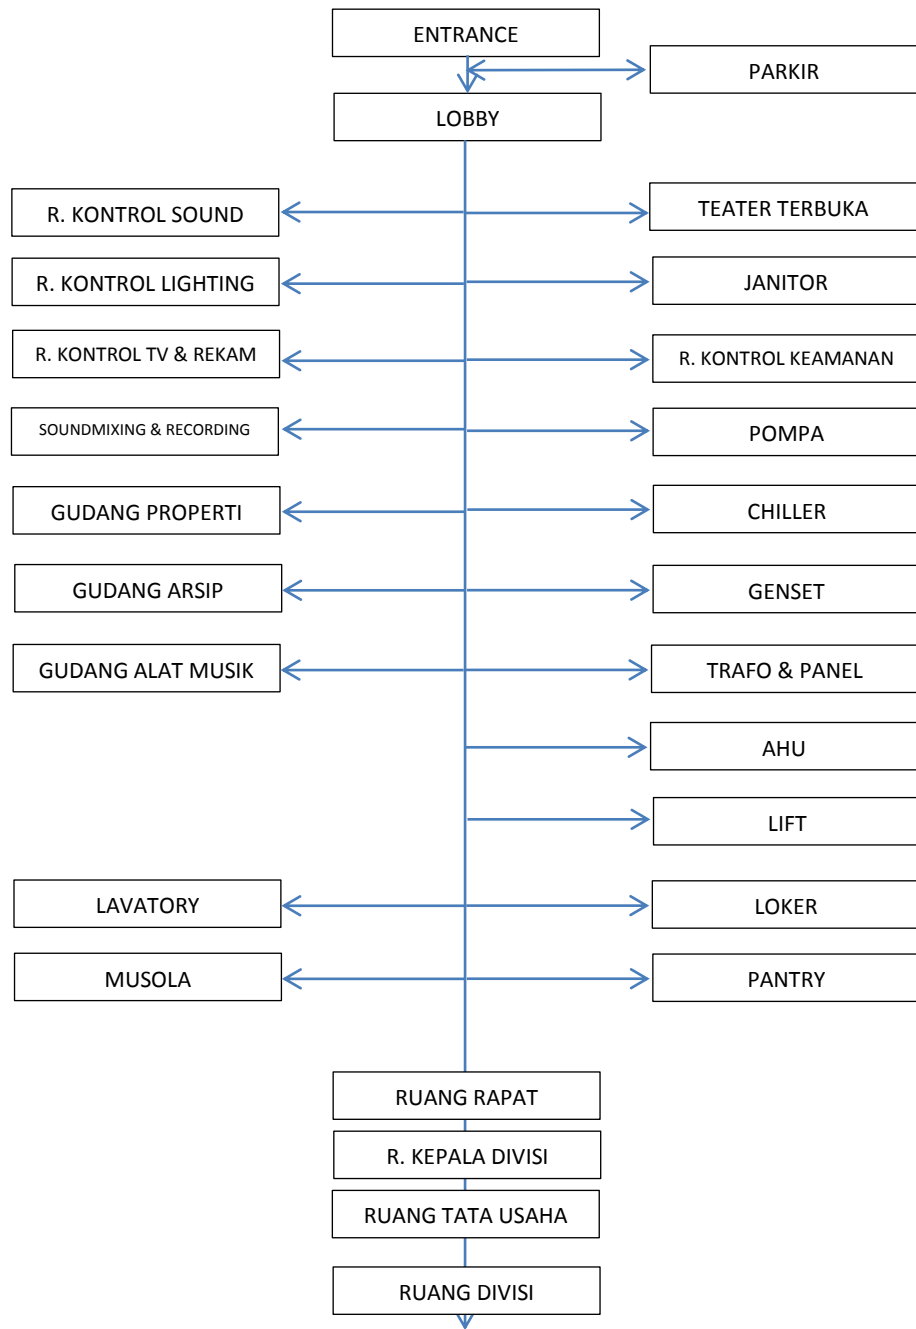 ENTRANCE
PARKIR
LOBBY
R. KONTROL SOUND
TEATER TERBUKA
R. KONTROL LIGHTING
JANITOR
R. KONTROL TV & REKAM
R. KONTROL KEAMANAN
SOUNDMIXING & RECORDING
POMPA
GUDANG PROPERTI
CHILLER
GUDANG ARSIP
GENSET
GUDANG ALAT MUSIK
TRAFO & PANEL
AHU
LIFT
LAVATORY
LOKER
MUSOLA
PANTRY
RUANG RAPAT
R. KEPALA DIVISI
RUANG TATA USAHA
RUANG DIVISI